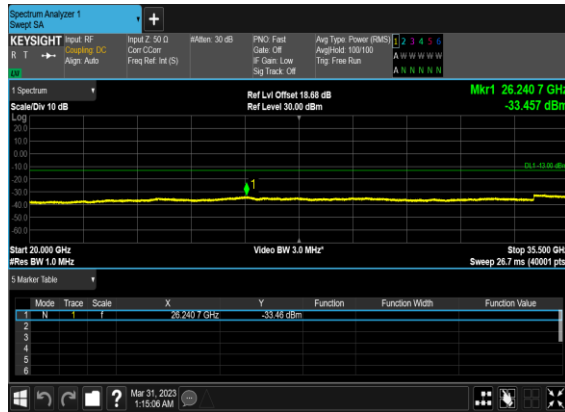 Spectrum Analyzer 1
Swept SA
+
KEYSIGHT Input: RF Input Z: 50 Ω #Atten: 30 dB PNO: Fast Avg Type: Power (RMS) 1 2 3 4 5 6
R T Coupling: DC Corr CCorr Gate: Off Avg|Hold: 100/100 A W W W W W
Align: Auto Freq Ref: Int (S) IF Gain: Low Trig: Free Run
Sig Track: Off A N N N N N
1 Spectrum
Ref Lvl Offset 18.68 dB Mkr1 26.240 7 GHz
Scale/Div 10 dB Ref Level 30.00 dBm -33.457 dBm
Log
20.0
10.0
0.00
-10.0
DL1 -13.00 dBm
-20.0
1
-30.0
-40.0
-50.0
-60.0
Start 20.000 GHz Video BW 3.0 MHz* Stop 35.500 GHz
#Res BW 1.0 MHz Sweep 26.7 ms (40001 pts)
5 Marker Table
Mode Trace Scale X Y Function Function Width Function Value
1 N 1 f 26.240 7 GHz -33.46 dBm
2
3
4
5
6
? Mar 31, 2023
1:15:06 AM